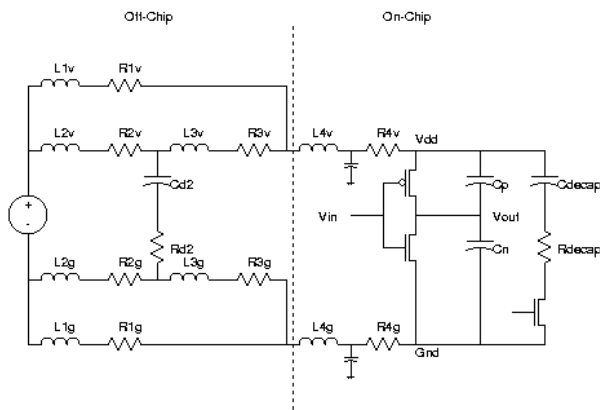 Off-Chip On-Chip
L1v R1v
L2v R2v L3v R3v L4v R4v Vdd
Cd2 Cp Cdecap
+
- Vin Vout
Rd2 Cn Rdecap
L2g R2g L3g R3g
L1g R1g L4g R4g
Gnd